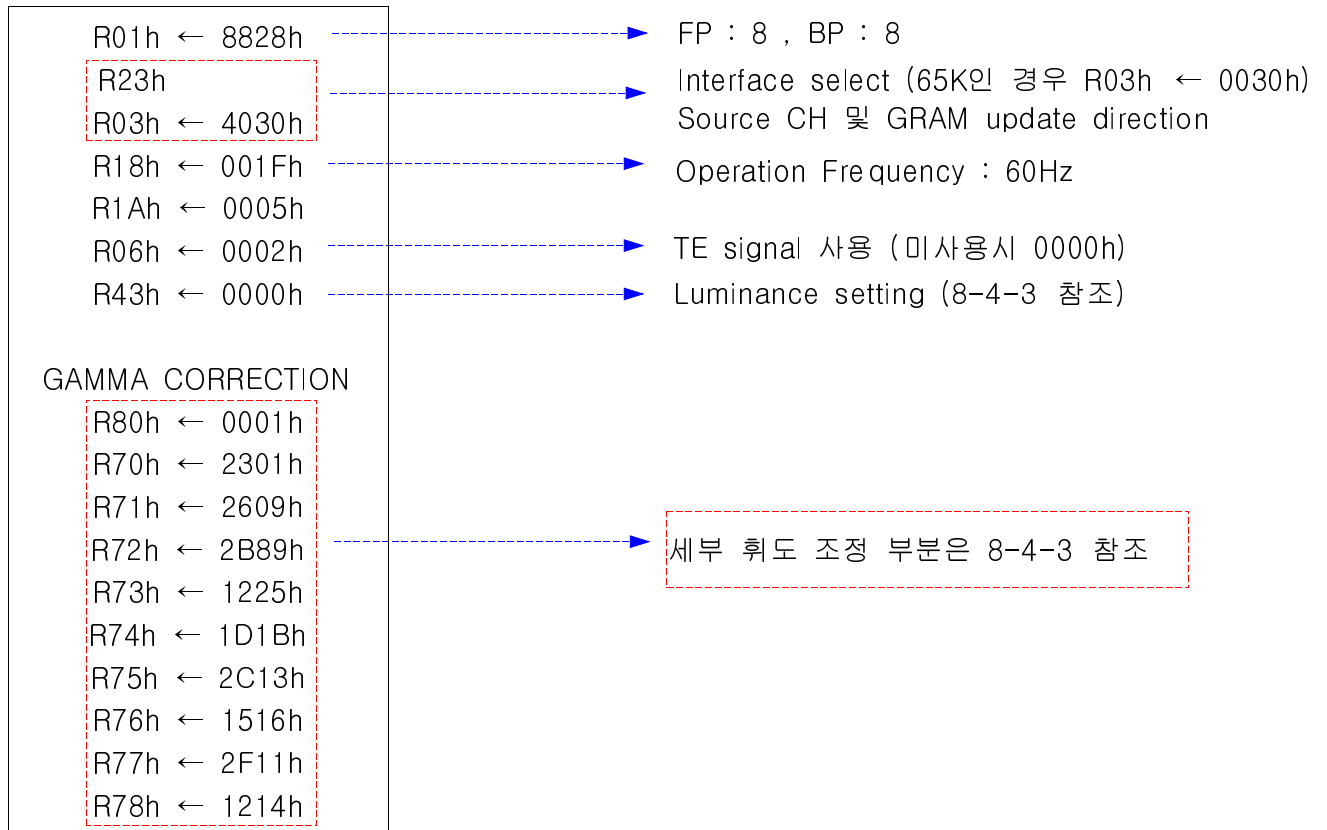 R01h ← 8828h
FP : 8 , BP : 8
R23h
Interface select (65K인 경우 R03h ← 0030h)
R03h ← 4030h
Source CH 및 GRAM update direction
R18h ← 001Fh
Operation Frequency : 60Hz
R1Ah ← 0005h
R06h ← 0002h
TE signal 사용 (미사용시 0000h)
R43h ← 0000h
Luminance setting (8-4-3 참조)
GAMMA CORRECTION
R80h ← 0001h
R70h ← 2301h
R71h ← 2609h
R72h ← 2B89h
세부 휘도 조정 부분은 8-4-3 참조
R73h ← 1225h
R74h ← 1D1Bh
R75h ← 2C13h
R76h ← 1516h
R77h ← 2F11h
R78h ← 1214h